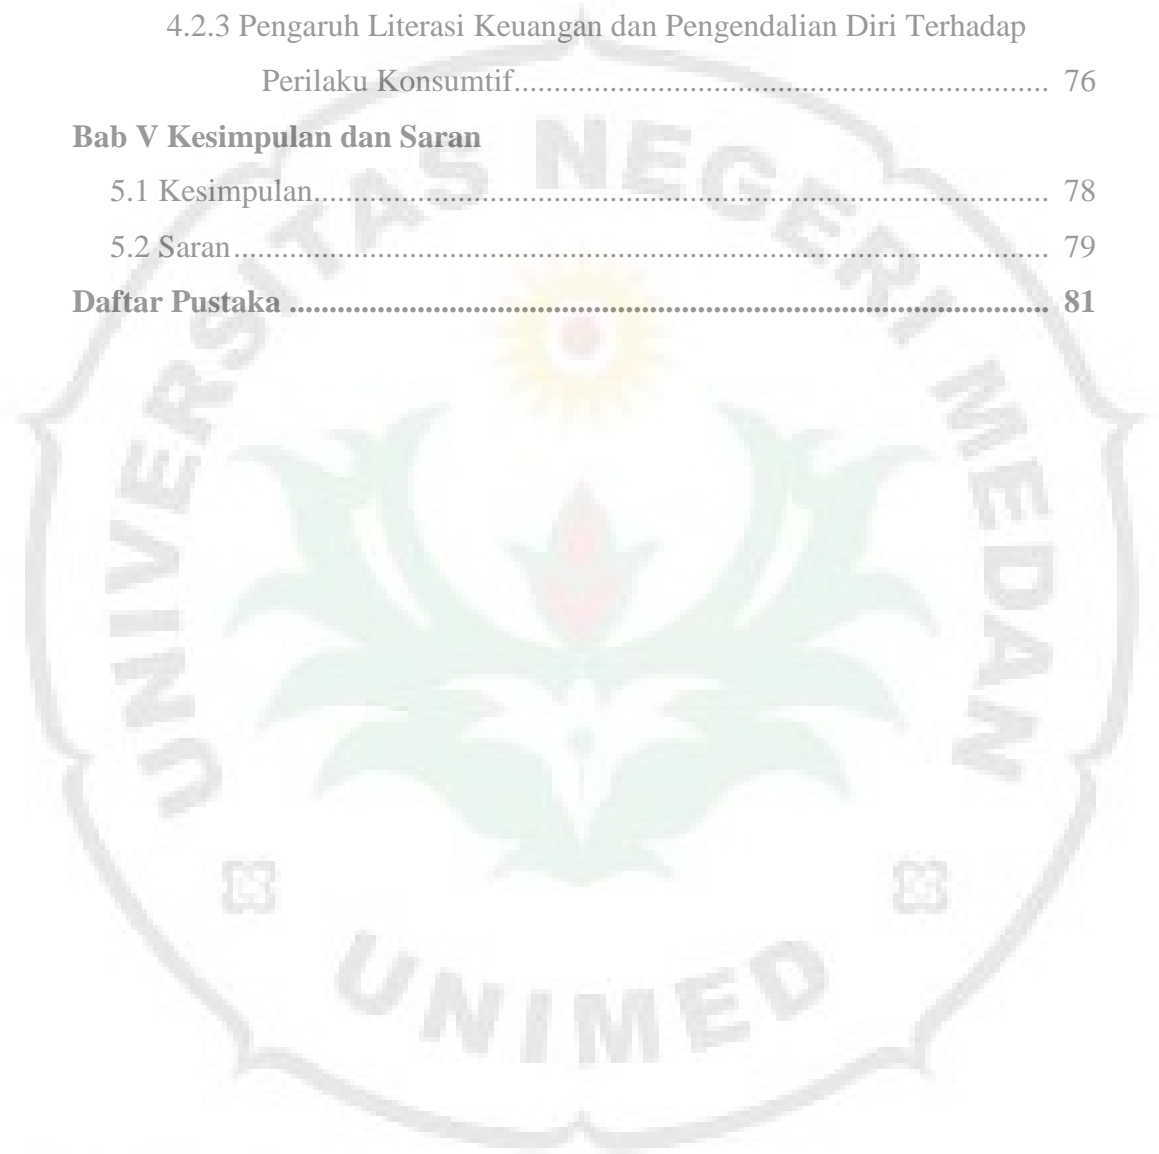 4.2.3 Pengaruh Literasi Keuangan dan Pengendalian Diri Terhadap
Perilaku Konsumtif.................................................................... 76
Bab V Kesimpulan dan Saran
5.1 Kesimpulan............................................................................................. 78
5.2 Saran....................................................................................................... 79
Daftar Pustaka ................................................................................................ 81
UNIVERSITAS NEGERI MEDAN
UNIMED